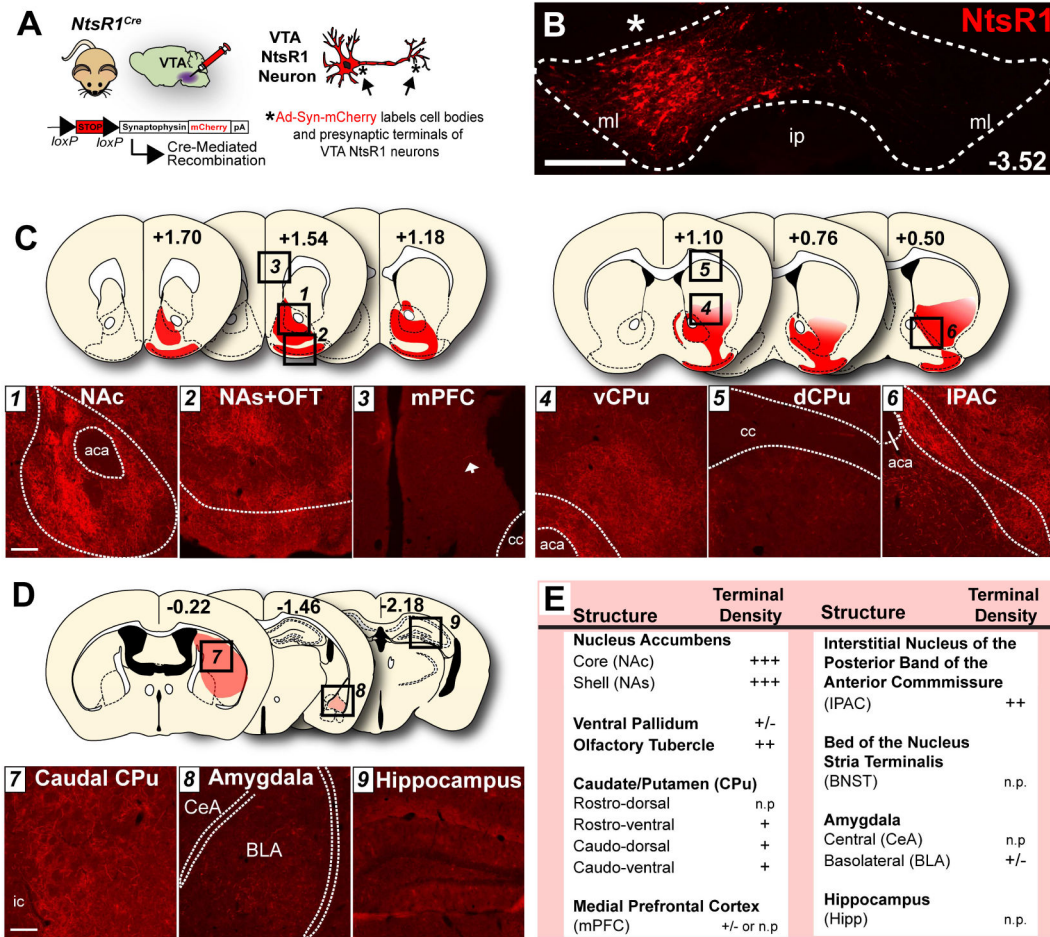 A
NtsR1Cre
VTA
VTA
NtsR1
Neuron
loxP
STOP
loxP
Synaptophysin
mCherry
pA
Cre-Mediated
Recombination
*Ad-Syn-mCherry labels cell bodies
and presynaptic terminals of
VTA NtsR1 neurons
B
*
NtsR1
ml
ip
ml
-3.52
C
+1.70
+1.54
+1.18
3
1
2
+1.10
+0.76
+0.50
5
4
6
1 NAc
aca
2 NAs+OFT
3 mPFC
cc
4 vCPu
aca
5 dCPu
cc
6 IPAC
aca
D
-0.22
-1.46
-2.18
7
8
9
7 Caudal CPu
ic
8 Amygdala
CeA
BLA
9 Hippocampus
E
Structure Terminal Density
Nucleus Accumbens
Core (NAc) +++
Shell (NAs) +++
Ventral Pallidum +/-
Olfactory Tubercle ++
Caudate/Putamen (CPu)
Rostro-dorsal n.p
Rostro-ventral +
Caudo-dorsal +
Caudo-ventral +
Medial Prefrontal Cortex
(mPFC) +/- or n.p
Structure Terminal Density
Interstitial Nucleus of the
Posterior Band of the
Anterior Commmissure
(IPAC) ++
Bed of the Nucleus
Stria Terminalis
(BNST) n.p.
Amygdala
Central (CeA) n.p
Basolateral (BLA) +/-
Hippocampus
(Hipp) n.p.